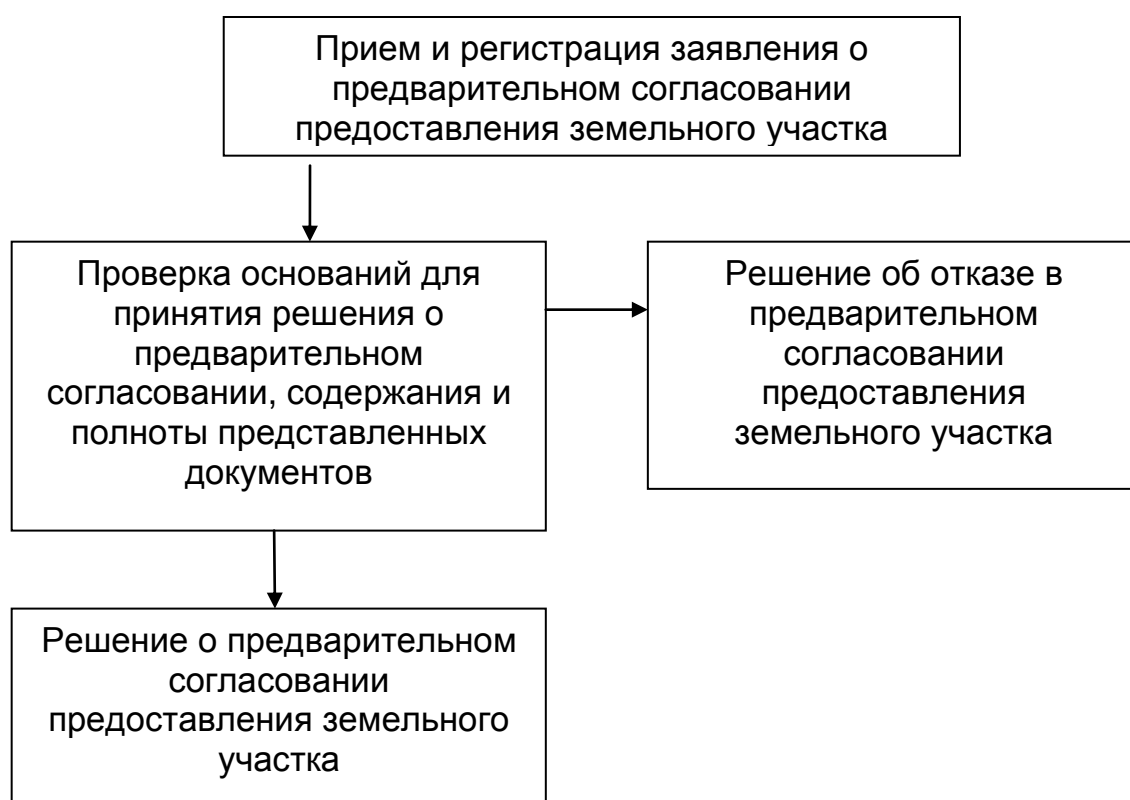 Прием и регистрация заявления о
предварительном согласовании
предоставления земельного участка
Проверка оснований для
принятия решения о
предварительном
согласовании, содержания и
полноты представленных
документов
Решение об отказе в
предварительном
согласовании
предоставления
земельного участка
Решение о предварительном
согласовании
предоставления земельного
участка